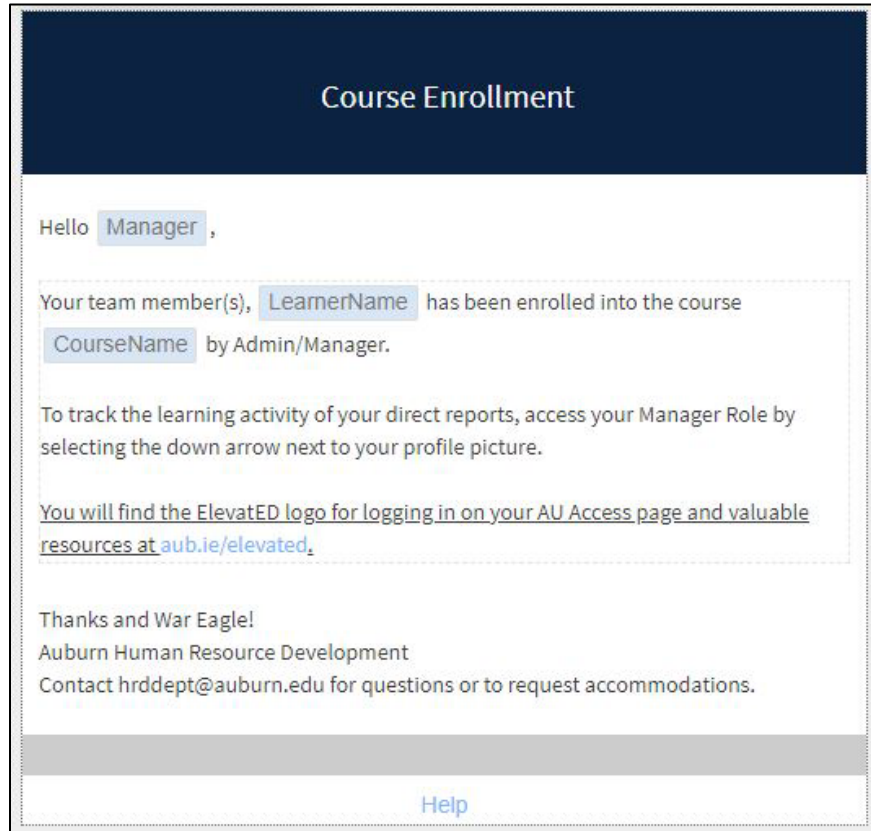 Course Enrollment
Hello Manager ,
Your team member(s), LearnerName has been enrolled into the course
CourseName by Admin/Manager.
To track the learning activity of your direct reports, access your Manager Role by
selecting the down arrow next to your profile picture.
You will find the ElevatED logo for logging in on your AU Access page and valuable
resources at aub.ie/elevated.
Thanks and War Eagle!
Auburn Human Resource Development
Contact hrddept@auburn.edu for questions or to request accommodations.
Help